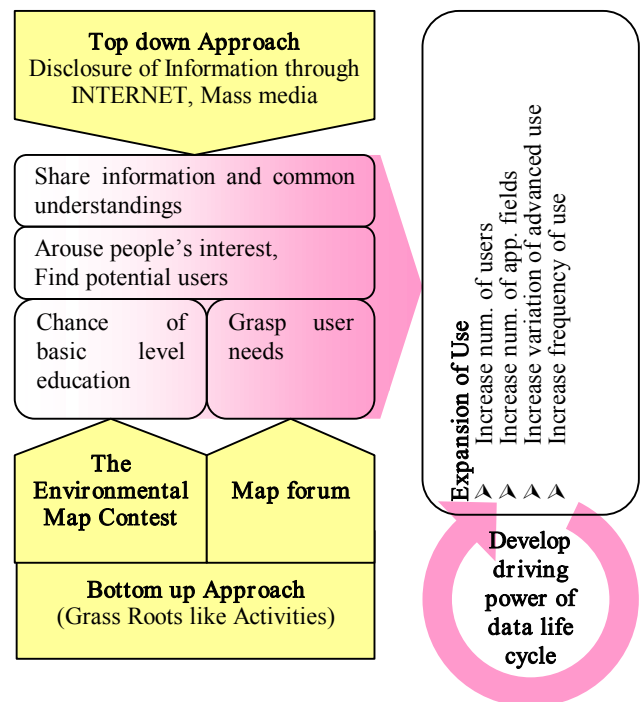 Top down Approach
Disclosure of Information through
INTERNET, Mass media
Share information and common
understandings
Arouse people's interest,
Find potential users
Chance of
basic level
education
Grasp user
needs
The
Environmental
Map Contest
Map forum
Bottom up Approach
(Grass Roots like Activities)
Expansion of Use
➢ Increase num. of users
➢ Increase num. of app. fields
➢ Increase variation of advanced use
➢ Increase frequency of use
Develop
driving
power of
data life
cycle